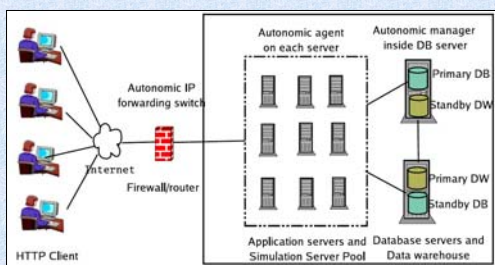 Autonomic agent
on each server
Autonomic manager
inside DB server
Primary DB
Standby DW
Autonomic IP
forwarding switch
Internet
Firewall/router
Primary DW
Standby DB
HTTP Client
Application servers and
Simulation Server Pool
Database servers and
Data warehouse